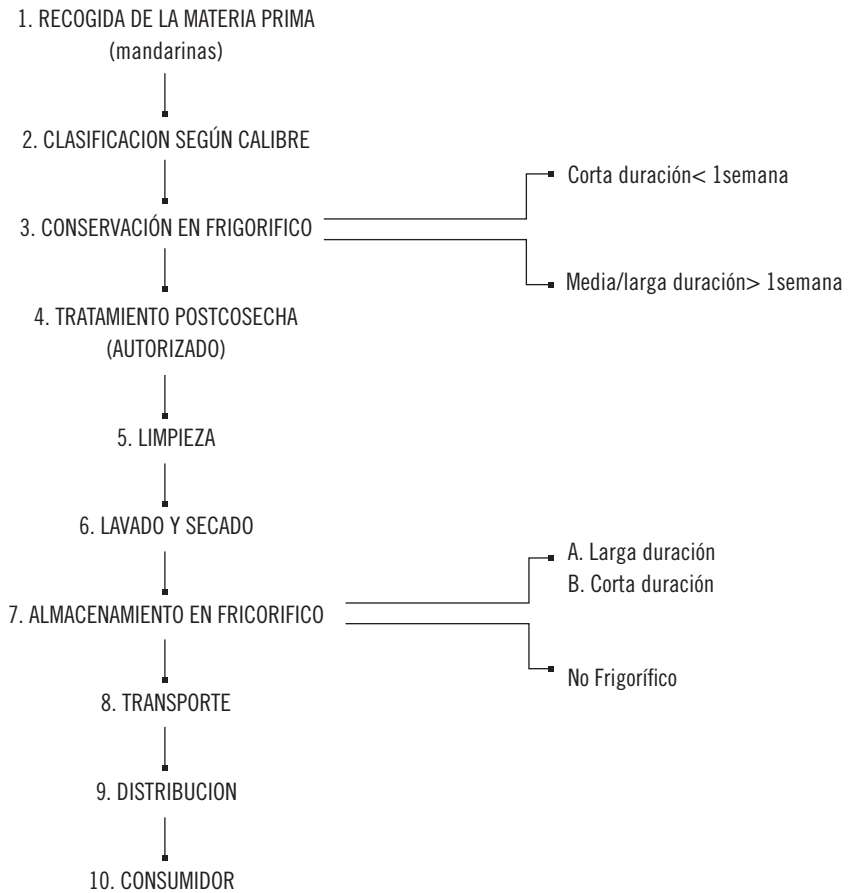 1. RECOGIDA DE LA MATERIA PRIMA
(mandarinas)
2. CLASIFICACION SEGÚN CALIBRE
Corta duración< 1semana
3. CONSERVACIÓN EN FRIGORIFICO
Media/larga duración> 1semana
4. TRATAMIENTO POSTCOSECHA
(AUTORIZADO)
5. LIMPIEZA
6. LAVADO Y SECADO
A. Larga duración
B. Corta duración
7. ALMACENAMIENTO EN FRICORIFICO
No Frigorífico
8. TRANSPORTE
9. DISTRIBUCION
10. CONSUMIDOR